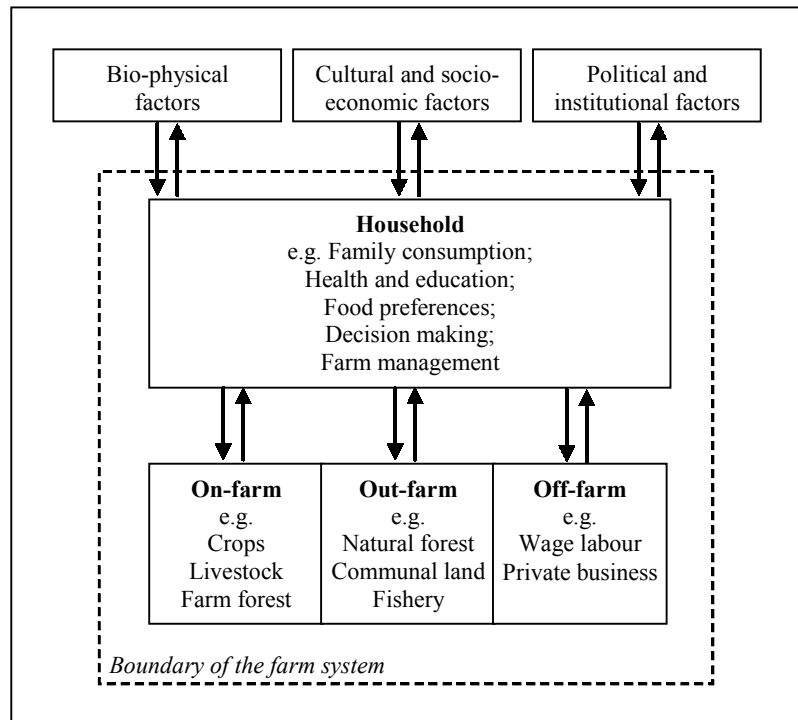 Bio-physical
factors
Cultural and socio-
economic factors
Political and
institutional factors
Household
e.g. Family consumption;
Health and education;
Food preferences;
Decision making;
Farm management
On-farm
e.g.
Crops
Livestock
Farm forest
Out-farm
e.g.
Natural forest
Communal land
Fishery
Off-farm
e.g.
Wage labour
Private business
Boundary of the farm system